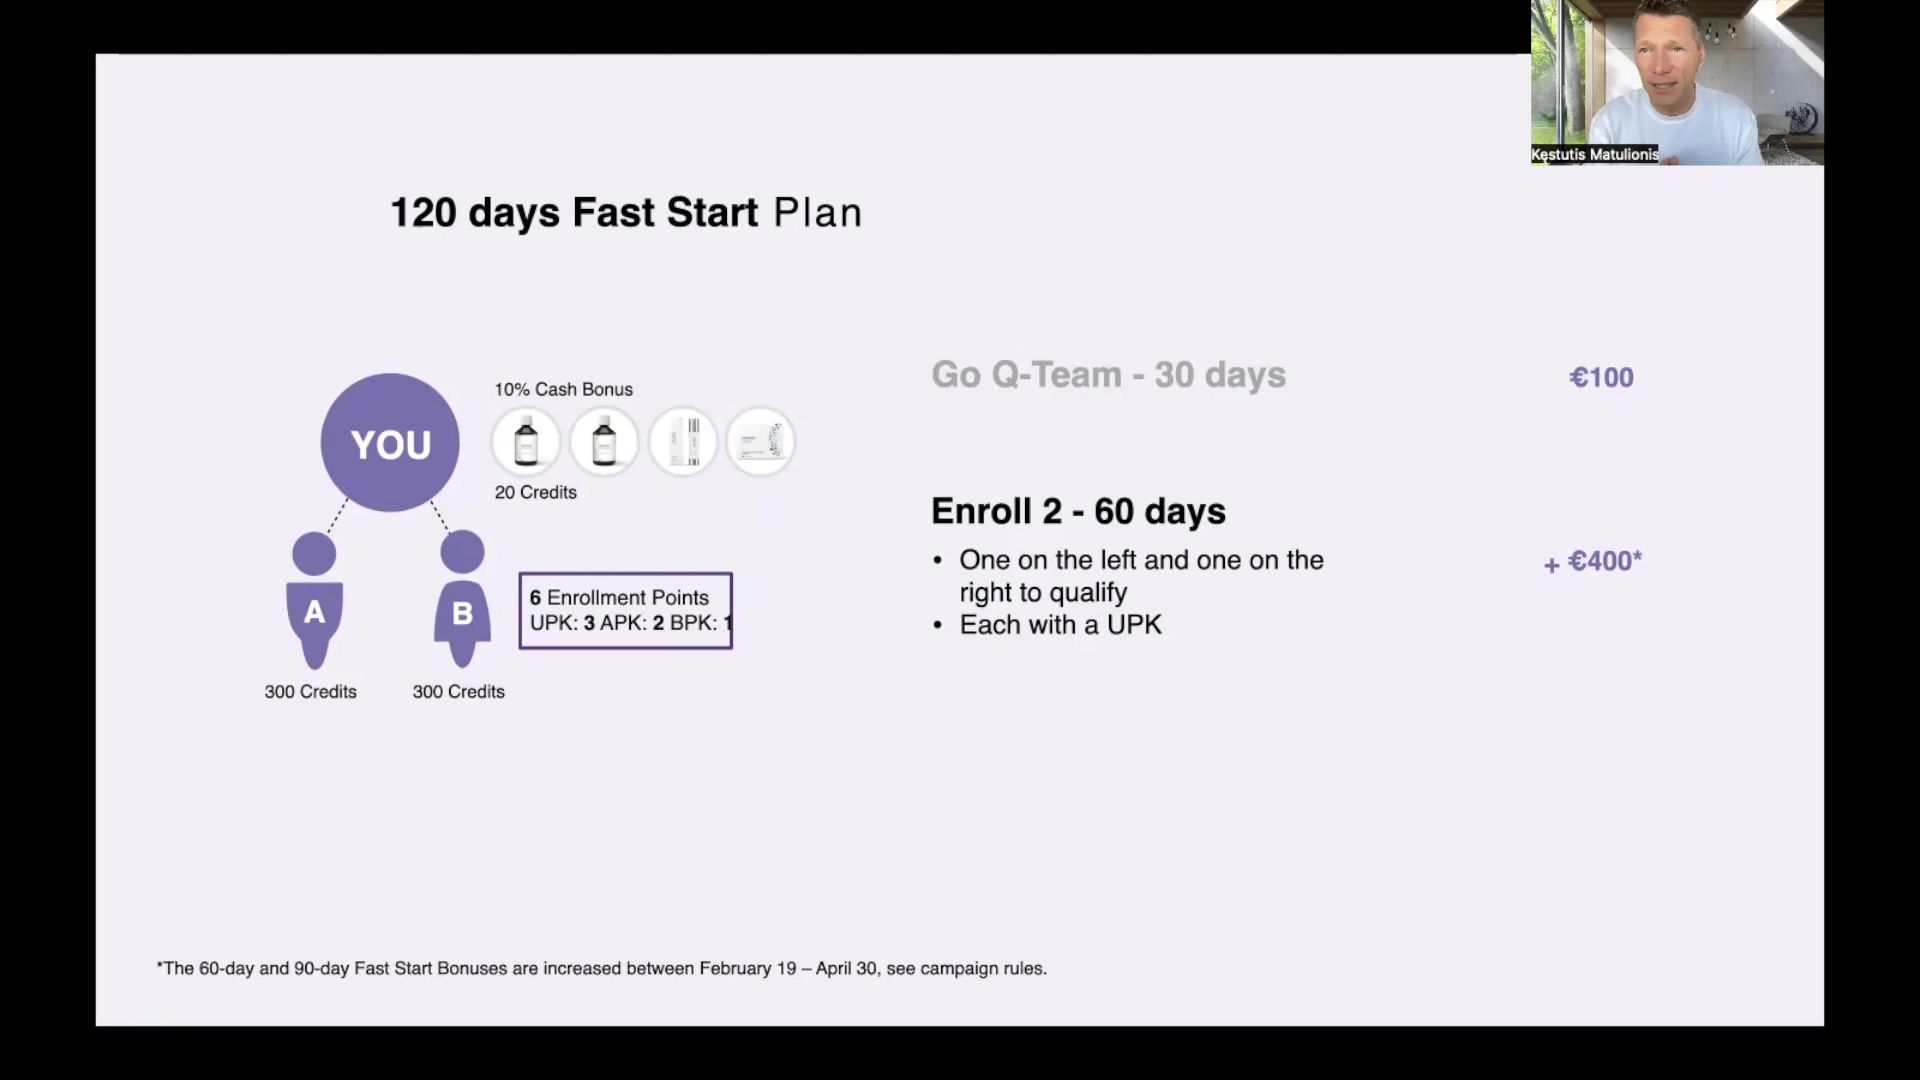 Kęstutis Matulionis
120 days Fast Start Plan
10% Cash Bonus
YOU
20 Credits
A
B
6 Enrollment Points
UPK: 3 APK: 2 BPK: 1
300 Credits
300 Credits
Go Q-Team - 30 days
€100
Enroll 2 - 60 days
• One on the left and one on the
right to qualify
• Each with a UPK
+ €400*
*The 60-day and 90-day Fast Start Bonuses are increased between February 19 – April 30, see campaign rules.